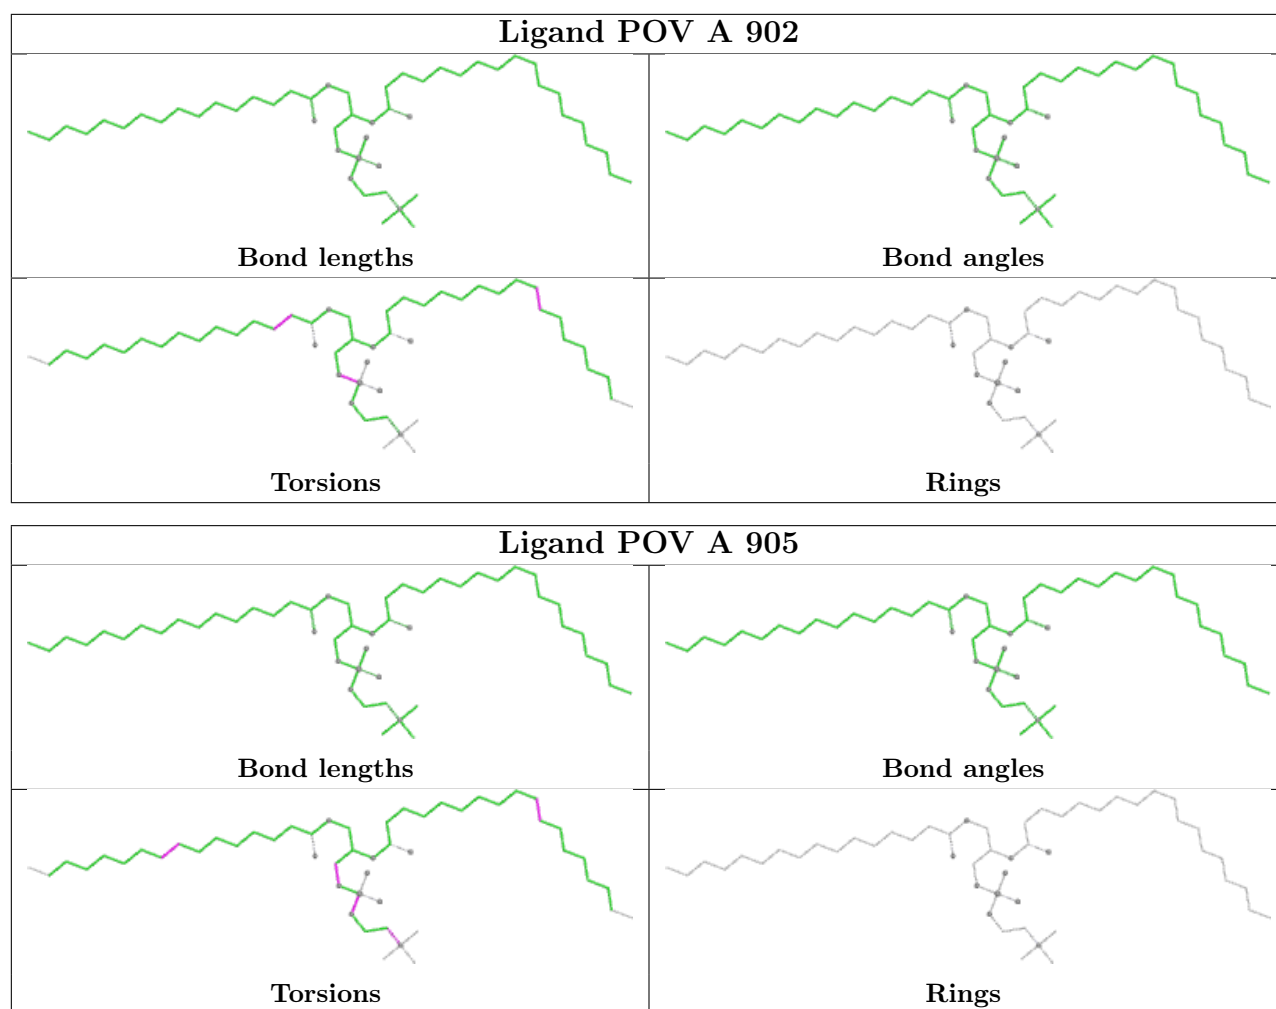 Ligand POV A 902
Bond lengths
Bond angles
Torsions
Rings
Ligand POV A 905
Bond lengths
Bond angles
Torsions
Rings